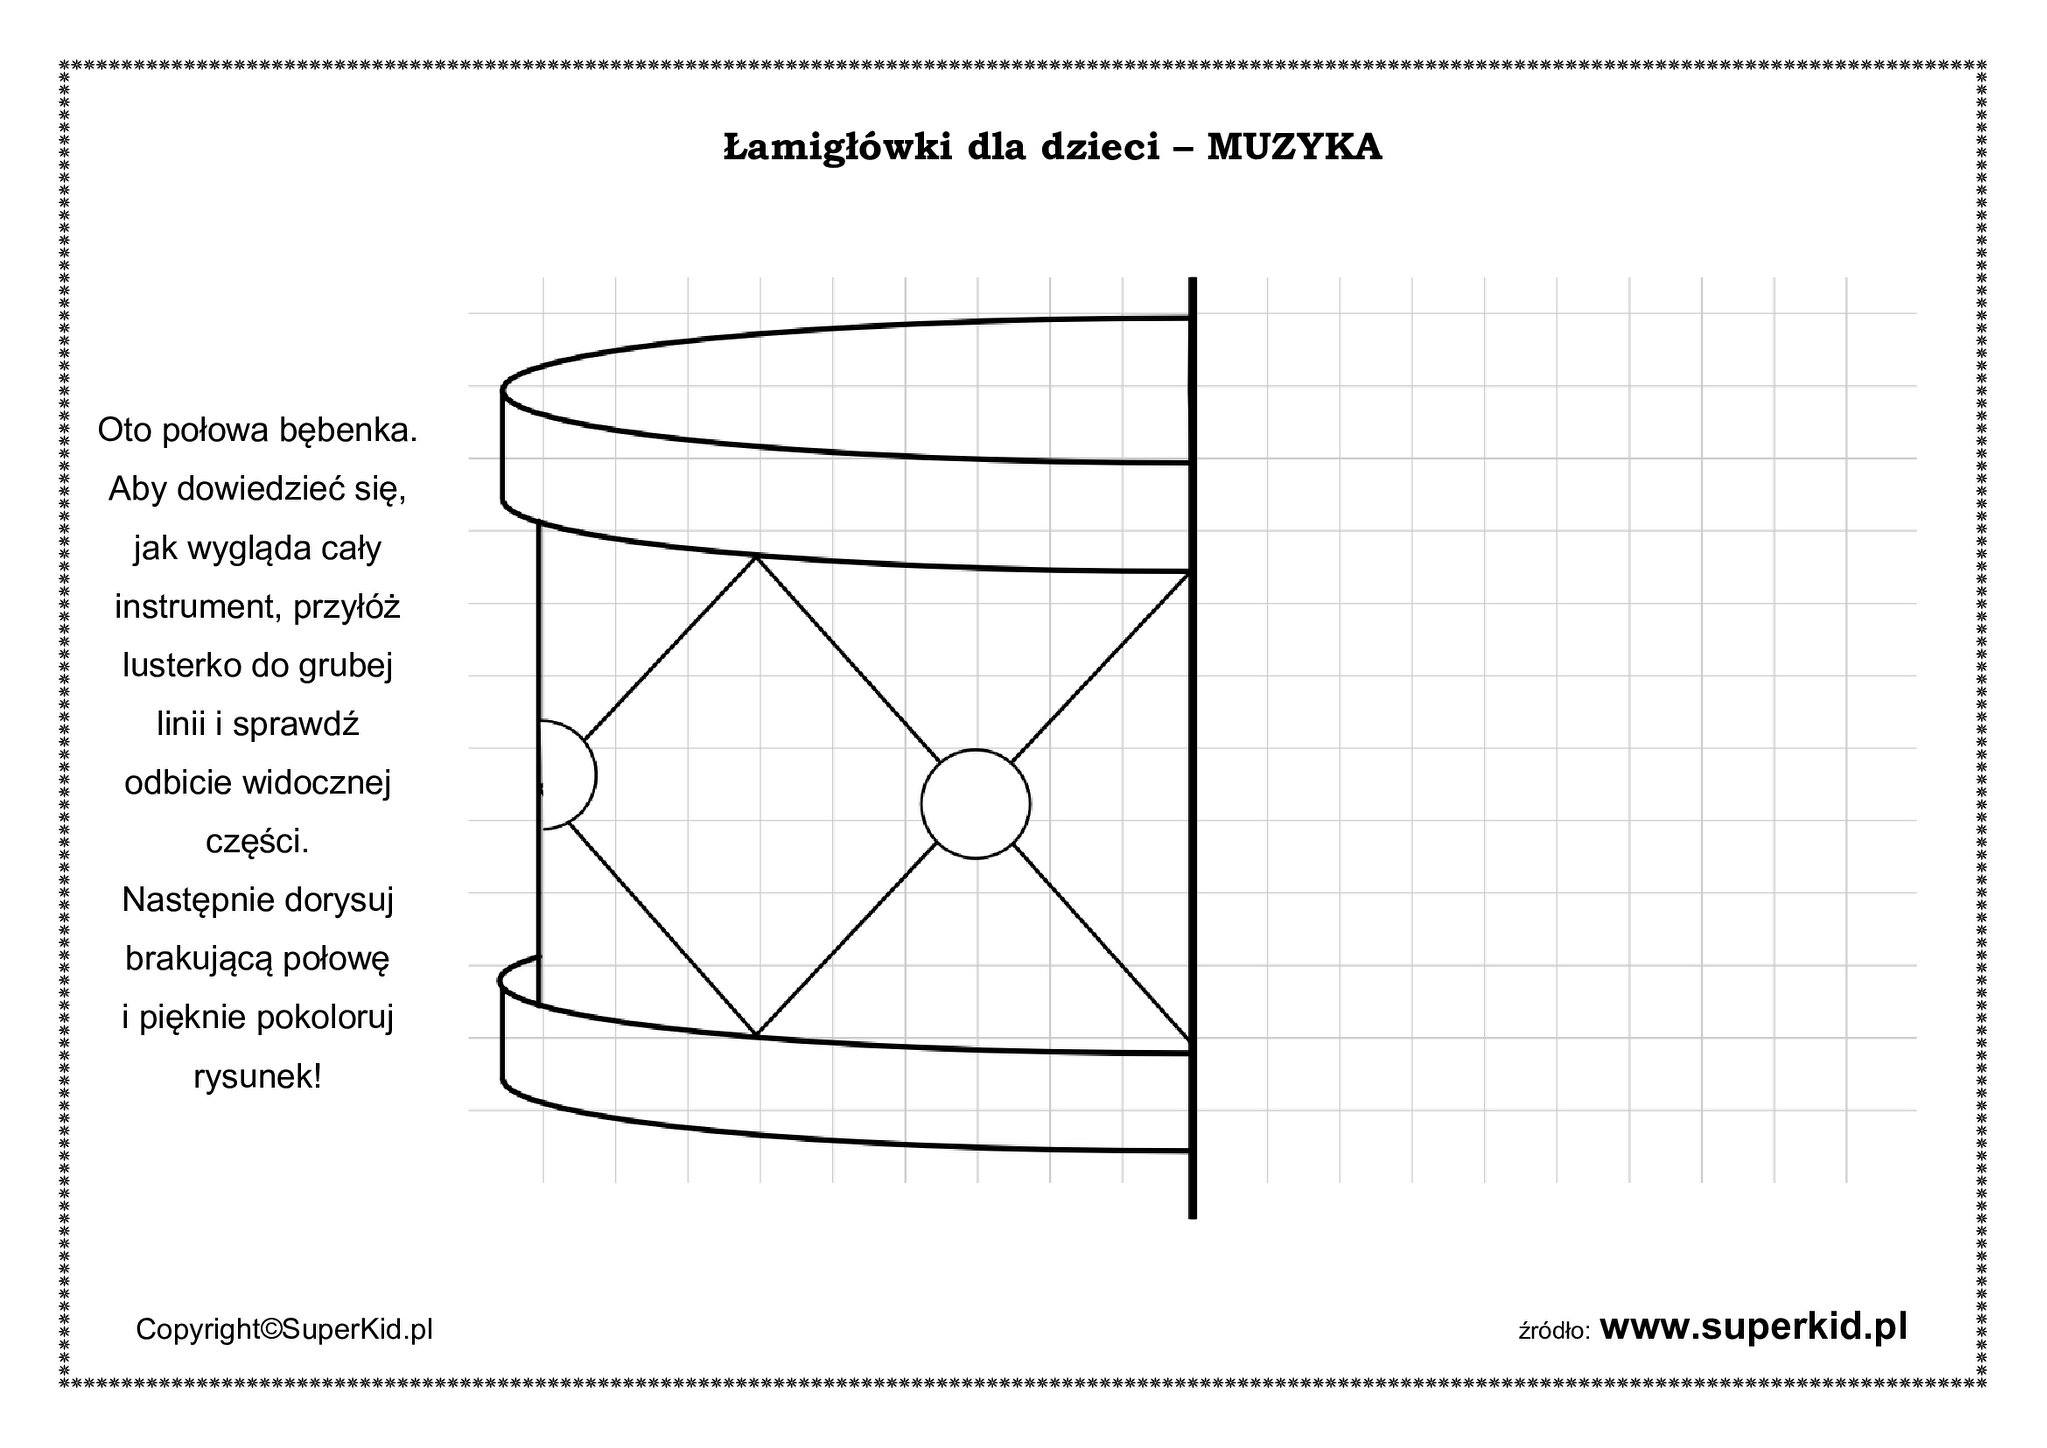 Łamigłówki dla dzieci – MUZYKA
Oto połowa bębenka.
Aby dowiedzieć się,
jak wygląda cały
instrument, przyłóż
lusterko do grubej
linii i sprawdź
odbicie widocznej
części.
Następnie dorysuj
brakującą połowę
i pięknie pokoloruj
rysunek!
Copyright©SuperKid.pl
źródło: www.superkid.pl